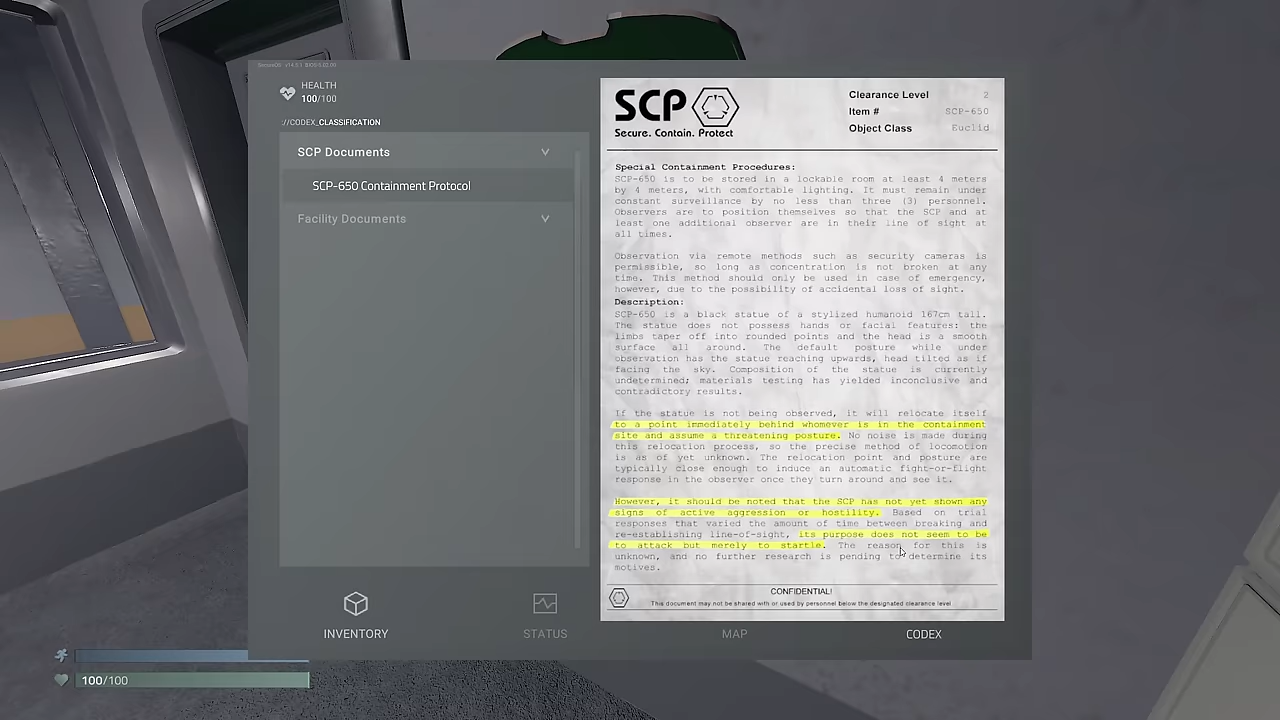 SecureOS v14.5.1 BIOS
HEALTH
100/100
://CODEX_CLASSIFICATION
SCP Documents
SCP-650 Containment Protocol
Facility Documents
INVENTORY
STATUS
MAP
CODEX
100/100
SCP
Secure. Contain. Protect
Clearance Level 2
Item # SCP-650
Object Class Euclid
Special Containment Procedures:
SCP-650 is to be stored in a lockable room at least 4 meters
by 4 meters, with comfortable lighting. It must remain under
constant surveillance by no less than three (3) personnel.
Observers are to position themselves so that the SCP and at
least one additional observer are in their line of sight at
all times.
Observation via remote methods such as security cameras is
permissible, so long as concentration is not broken at any
time. This method should only be used in case of emergency,
however, due to the possibility of accidental loss of sight.
Description:
SCP-650 is a black statue of a stylized humanoid 167cm tall.
The statue does not possess hands or facial features: the
limbs taper off into rounded points and the head is a smooth
surface all around. The default posture while under
observation has the statue reaching upwards, head tilted as if
facing the sky. Composition of the statue is currently
undetermined; materials testing has yielded inconclusive and
contradictory results.
If the statue is not being observed, it will relocate itself
to a point immediately behind whomever is in the containment
site and assume a threatening posture. No noise is made during
this relocation process, so the precise method of locomotion
is as of yet unknown. The relocation point and posture are
typically close enough to induce an automatic fight-or-flight
response in the observer once they turn around and see it.
However, it should be noted that the SCP has not yet shown any
signs of active aggression or hostility. Based on trial
responses that varied the amount of time between breaking and
re-establishing line-of-sight, its purpose does not seem to be
to attack but merely to startle. The reason for this is
unknown, and no further research is pending to determine its
motives.
CONFIDENTIAL!
This document may not be shared with or used by personnel below the designated clearance level